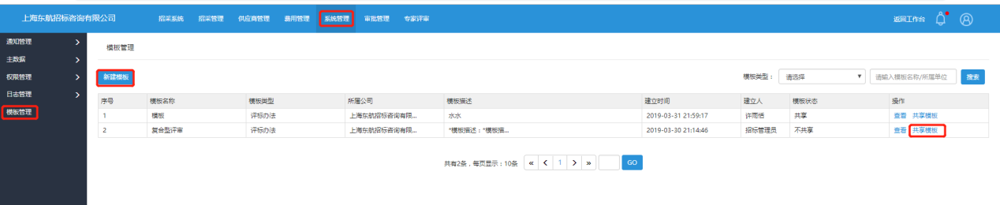 上海东航招标咨询有限公司 招采系统 招采管理 供应商管理 费用管理 系统管理 审批管理 专家评审 返回工作台
通知管理
模板管理
主数据
权限管理
新建模板 模板类型： 请选择 请输入模板名称/所属单位 搜索
日志管理
模板管理
序号 模板名称 模板类型 所属公司 模板描述 建立时间 建立人 模板状态 操作
1 模板 评标办法 上海东航招标咨询有限... 水水 2019-03-31 21:59:17 许雨恬 共享 查看 共享模板
2 复合型评审 评标办法 上海东航招标咨询有限... *模板描述：*模板描... 2019-03-30 21:14:46 招标管理员 不共享 查看 共享模板
共有2条，每页显示：10条 « < 1 > » GO